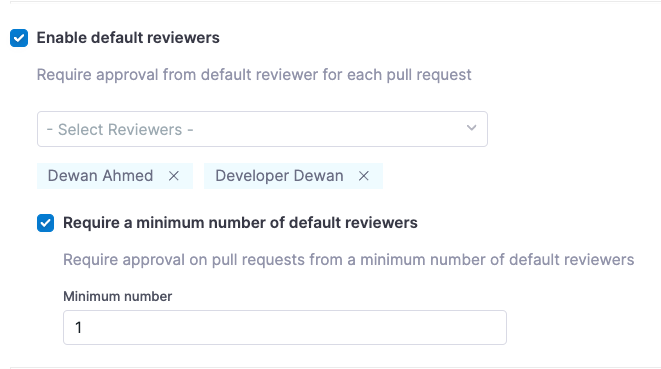 Enable default reviewers
Require approval from default reviewer for each pull request
- Select Reviewers -
Dewan Ahmed × Developer Dewan ×
Require a minimum number of default reviewers
Require approval on pull requests from a minimum number of default reviewers
Minimum number
1